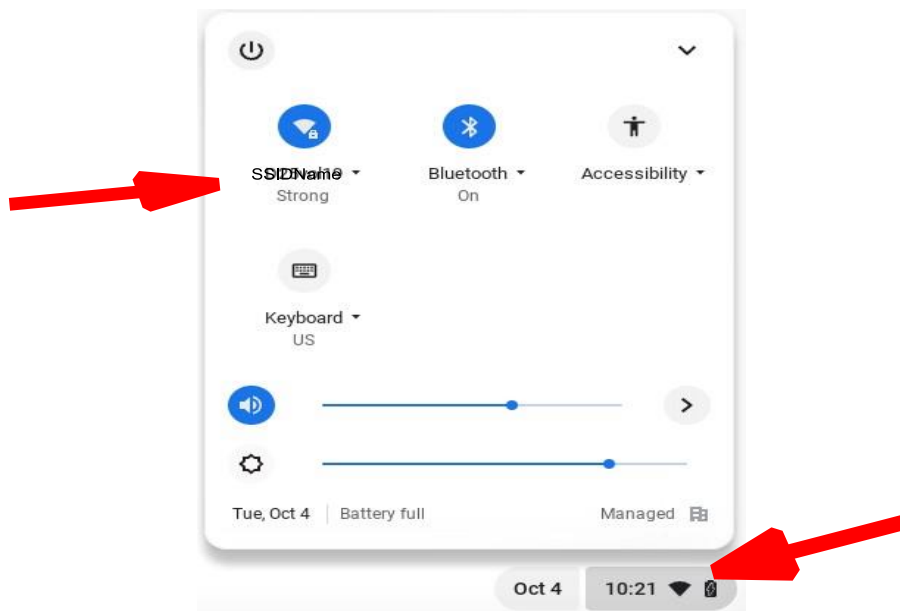 SSIDName
Strong
Bluetooth
On
Accessibility
Keyboard
US
Tue, Oct 4
Battery full
Managed
Oct 4
10:21